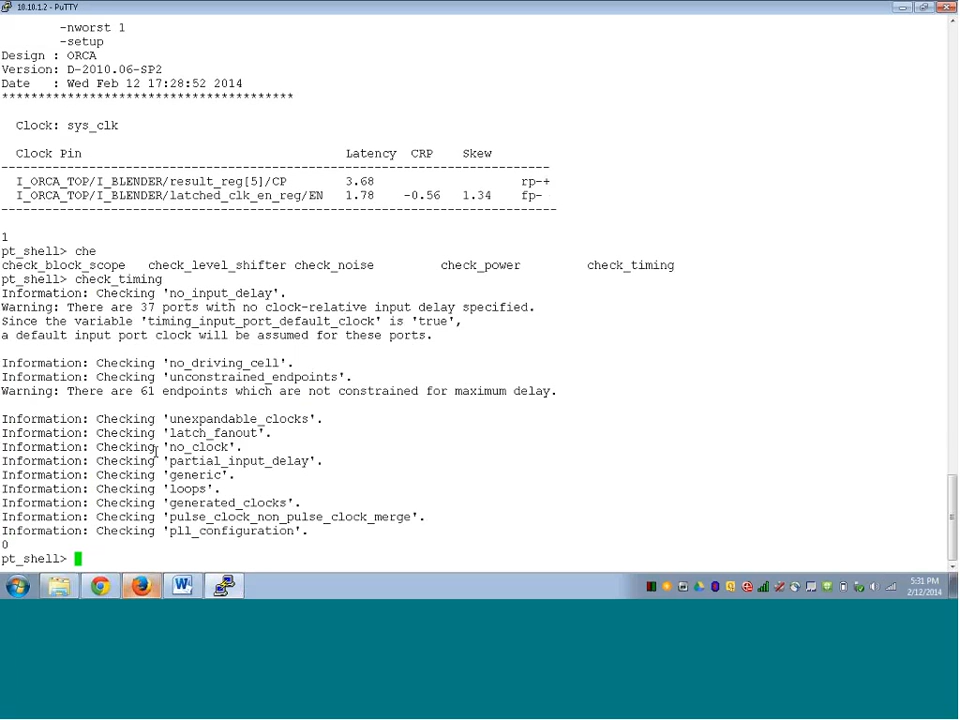 10.10.1.2 - PuTTY
-nworst 1
-setup
Design : ORCA
Version: D-2010.06-SP2
Date   : Wed Feb 12 17:28:52 2014
****************************************
Clock: sys_clk
Clock Pin                                    Latency   CRP    Skew
------------------------------------------------------------------------------
I_ORCA_TOP/I_BLENDER/result_reg[5]/CP        3.68                   rp-+
I_ORCA_TOP/I_BLENDER/latched_clk_en_reg/EN   1.78    -0.56   1.34    fp-
------------------------------------------------------------------------------
1
pt_shell> che
check_block_scope   check_level_shifter check_noise         check_power         check_timing
pt_shell> check_timing
Information: Checking 'no_input_delay'.
Warning: There are 37 ports with no clock-relative input delay specified.
Since the variable 'timing_input_port_default_clock' is 'true',
a default input port clock will be assumed for these ports.
Information: Checking 'no_driving_cell'.
Information: Checking 'unconstrained_endpoints'.
Warning: There are 61 endpoints which are not constrained for maximum delay.
Information: Checking 'unexpandable_clocks'.
Information: Checking 'latch_fanout'.
Information: Checking 'no_clock'.
Information: Checking 'partial_input_delay'.
Information: Checking 'generic'.
Information: Checking 'loops'.
Information: Checking 'generated_clocks'.
Information: Checking 'pulse_clock_non_pulse_clock_merge'.
Information: Checking 'pll_configuration'.
0
pt_shell>
5:31 PM
2/12/2014